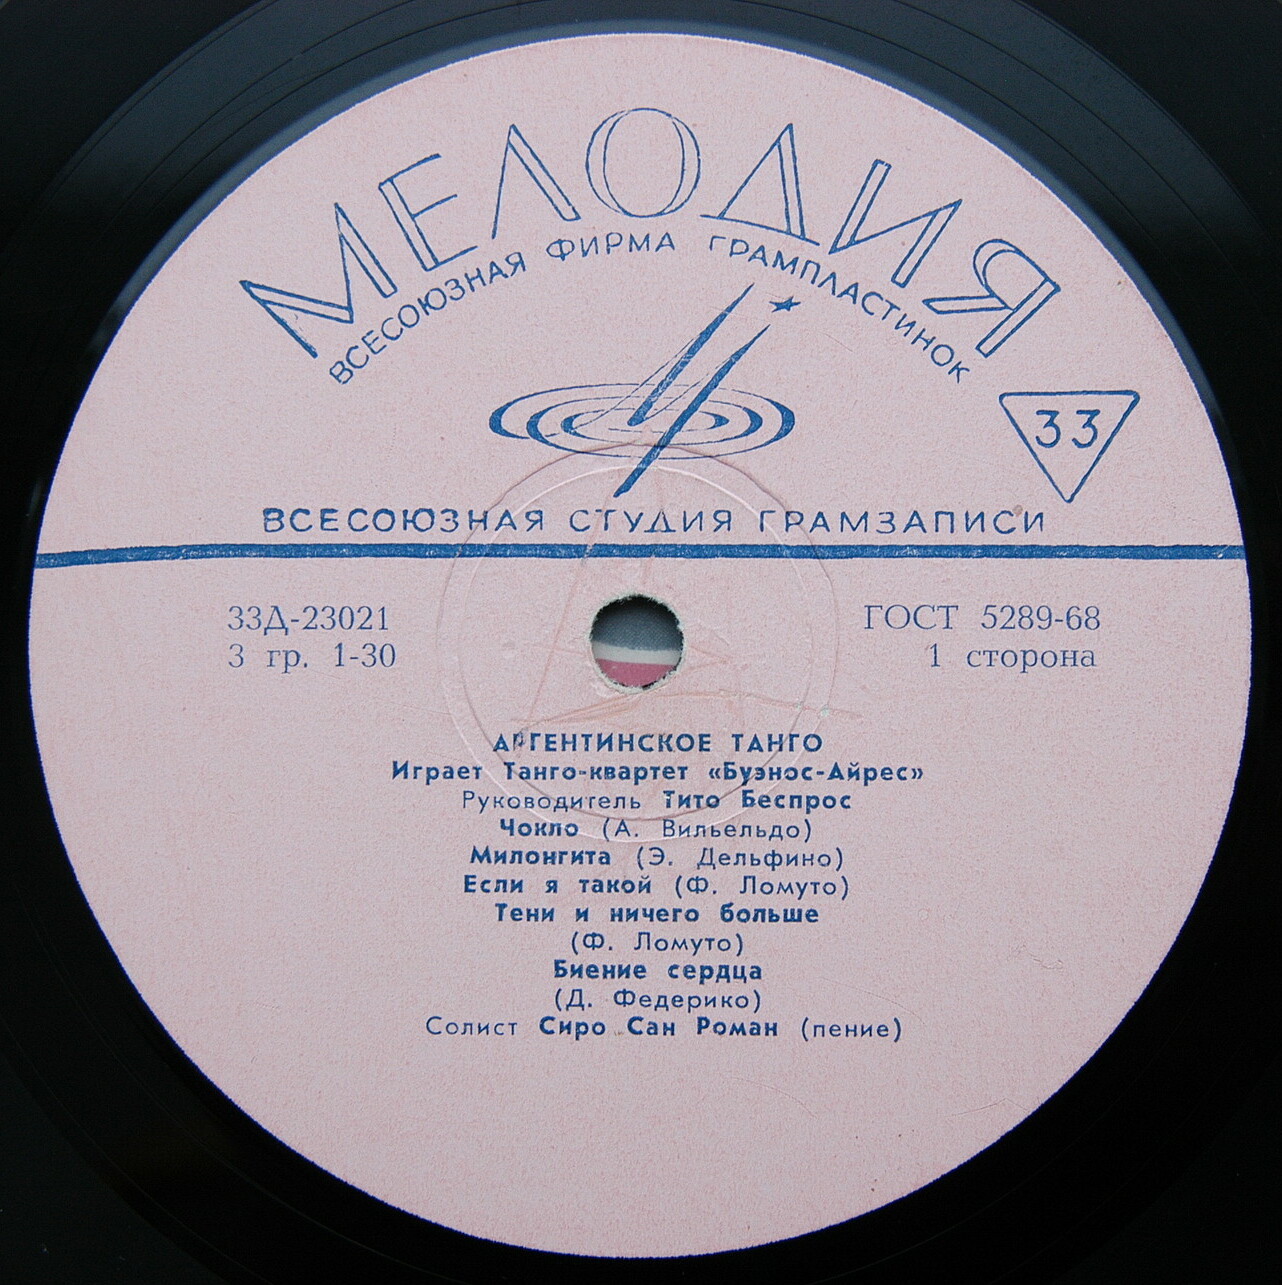 МЕЛОДИЯ
ВСЕСОЮЗНАЯ ФИРМА ГРАМПЛАСТИНОК
33
ВСЕСОЮЗНАЯ СТУДИЯ ГРАМЗАПИСИ
33Д-23021 ГОСТ 5289-68
3 гр. 1-30 1 сторона
АРГЕНТИНСКОЕ ТАНГО
Играет Танго-квартет «Буэнос-Айрес»
Руководитель Тито Беспрос
Чокло (А. Вильельдо)
Милонгита (Э. Дельфино)
Если я такой (Ф. Ломуто)
Тени и ничего больше
(Ф. Ломуто)
Биение сердца
(Д. Федерико)
Солист Сиро Сан Роман (пение)